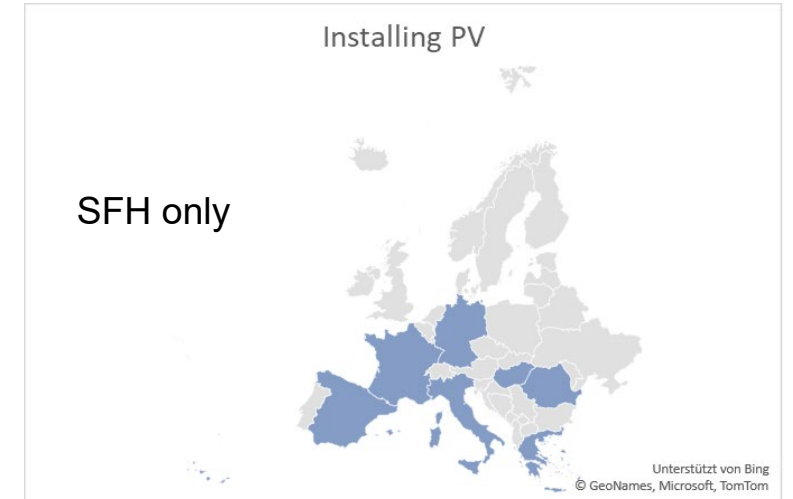 Installing PV
SFH only
Unterstützt von Bing
© GeoNames, Microsoft, TomTom